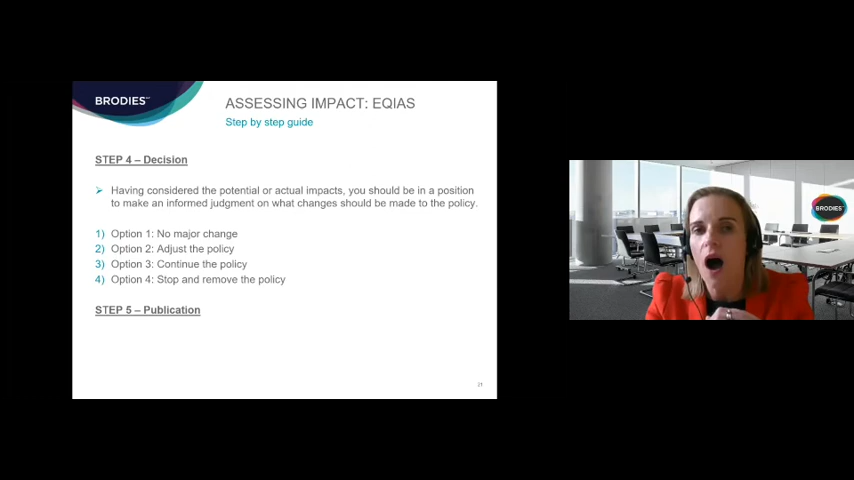 BRODIES LLP
ASSESSING IMPACT: EQIAS
Step by step guide
STEP 4 – Decision
Having considered the potential or actual impacts, you should be in a position
to make an informed judgment on what changes should be made to the policy.
1) Option 1: No major change
2) Option 2: Adjust the policy
3) Option 3: Continue the policy
4) Option 4: Stop and remove the policy
STEP 5 – Publication
BRODIES